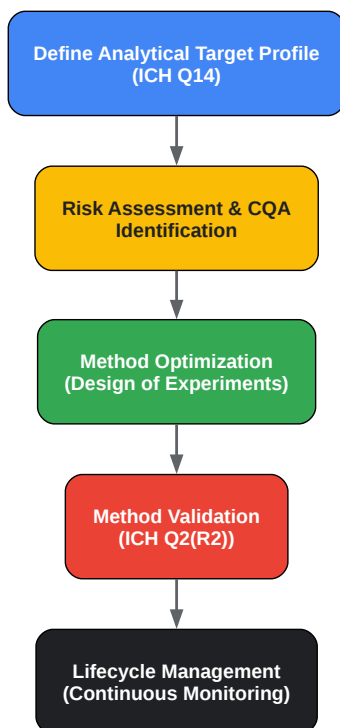 Define Analytical Target Profile
(ICH Q14)
Risk Assessment & CQA
Identification
Method Optimization
(Design of Experiments)
Method Validation
(ICH Q2(R2))
Lifecycle Management
(Continuous Monitoring)